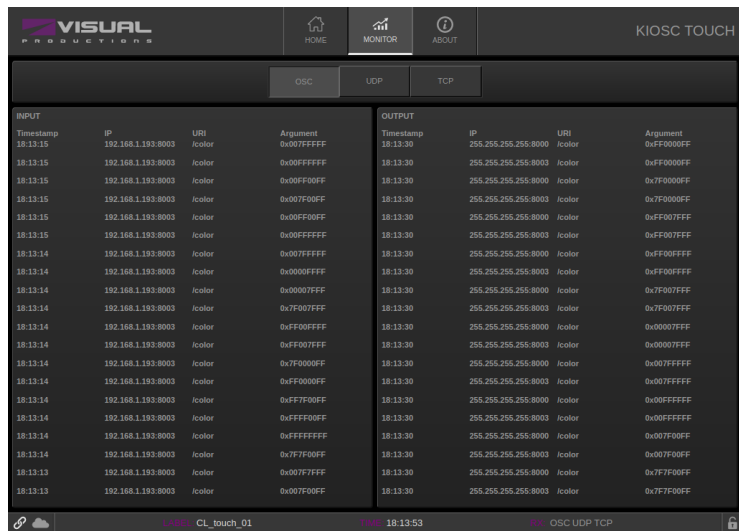 VISUAL
PRODUCTIONS
HOME
MONITOR
ABOUT
KIOSC TOUCH
OSC
UDP
TCP
INPUT
Timestamp IP URI Argument
18:13:15 192.168.1.193:8003 /color 0x007FFFFF
18:13:15 192.168.1.193:8003 /color 0x00FFFFFF
18:13:15 192.168.1.193:8003 /color 0x00FF00FF
18:13:15 192.168.1.193:8003 /color 0x007F00FF
18:13:15 192.168.1.193:8003 /color 0x00FF00FF
18:13:15 192.168.1.193:8003 /color 0x00FFFFFF
18:13:14 192.168.1.193:8003 /color 0x007FFFFF
18:13:14 192.168.1.193:8003 /color 0x0000FFFF
18:13:14 192.168.1.193:8003 /color 0x00007FFF
18:13:14 192.168.1.193:8003 /color 0x7F007FFF
18:13:14 192.168.1.193:8003 /color 0xFF00FFFF
18:13:14 192.168.1.193:8003 /color 0xFF007FFF
18:13:14 192.168.1.193:8003 /color 0x7F0000FF
18:13:14 192.168.1.193:8003 /color 0xFF0000FF
18:13:14 192.168.1.193:8003 /color 0xFF7F00FF
18:13:14 192.168.1.193:8003 /color 0xFFFF00FF
18:13:14 192.168.1.193:8003 /color 0xFFFFFFFF
18:13:14 192.168.1.193:8003 /color 0x7F7F00FF
18:13:13 192.168.1.193:8003 /color 0x007F7FFF
18:13:13 192.168.1.193:8003 /color 0x007F00FF
OUTPUT
Timestamp IP URI Argument
18:13:30 255.255.255.255:8000 /color 0xFF0000FF
18:13:30 255.255.255.255:8003 /color 0xFF0000FF
18:13:30 255.255.255.255:8000 /color 0x7F0000FF
18:13:30 255.255.255.255:8003 /color 0x7F0000FF
18:13:30 255.255.255.255:8000 /color 0xFF007FFF
18:13:30 255.255.255.255:8003 /color 0xFF007FFF
18:13:30 255.255.255.255:8000 /color 0xFF00FFFF
18:13:30 255.255.255.255:8003 /color 0xFF00FFFF
18:13:30 255.255.255.255:8000 /color 0x7F007FFF
18:13:30 255.255.255.255:8003 /color 0x7F007FFF
18:13:30 255.255.255.255:8000 /color 0x00007FFF
18:13:30 255.255.255.255:8003 /color 0x00007FFF
18:13:30 255.255.255.255:8000 /color 0x007FFFFF
18:13:30 255.255.255.255:8003 /color 0x007FFFFF
18:13:30 255.255.255.255:8000 /color 0x00FFFFFF
18:13:30 255.255.255.255:8003 /color 0x00FFFFFF
18:13:30 255.255.255.255:8000 /color 0x007F00FF
18:13:30 255.255.255.255:8003 /color 0x007F00FF
18:13:30 255.255.255.255:8000 /color 0x7F7F00FF
18:13:30 255.255.255.255:8003 /color 0x7F7F00FF
CL_touch_01
18:13:53
OSC UDP TCP